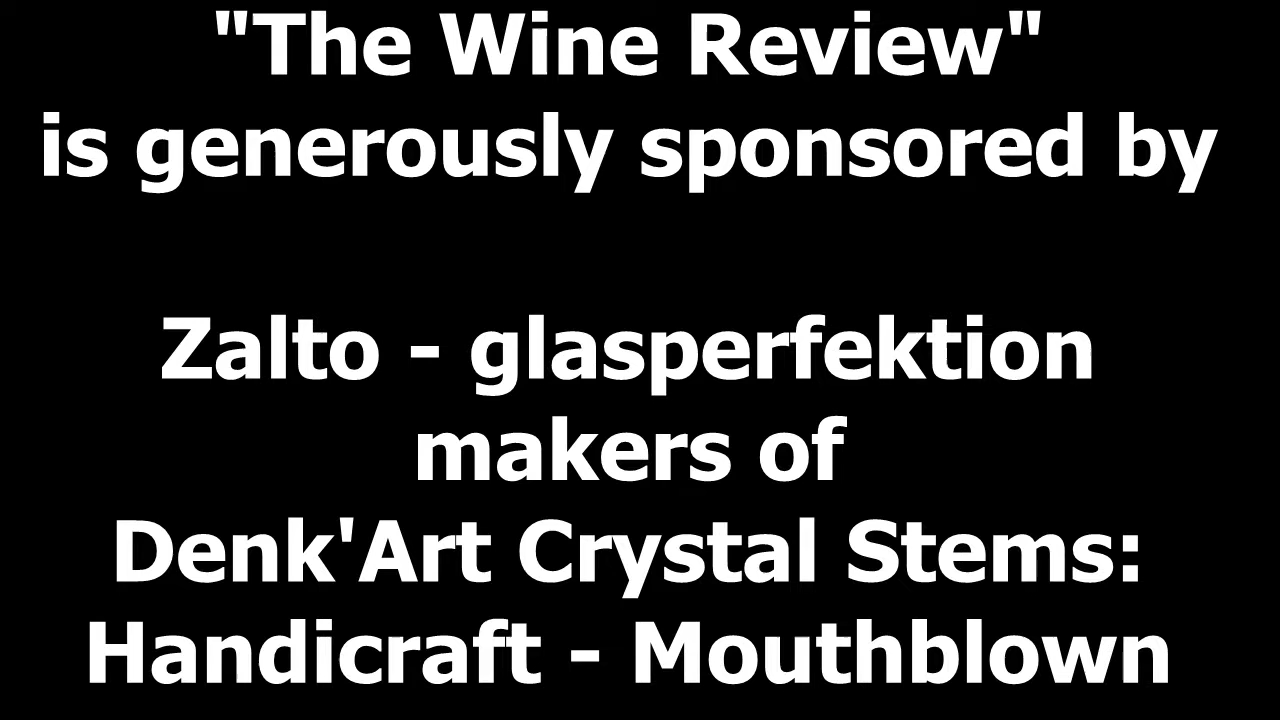 "The Wine Review"
is generously sponsored by
Zalto - glasperfektion
makers of
Denk'Art Crystal Stems:
Handicraft - Mouthblown